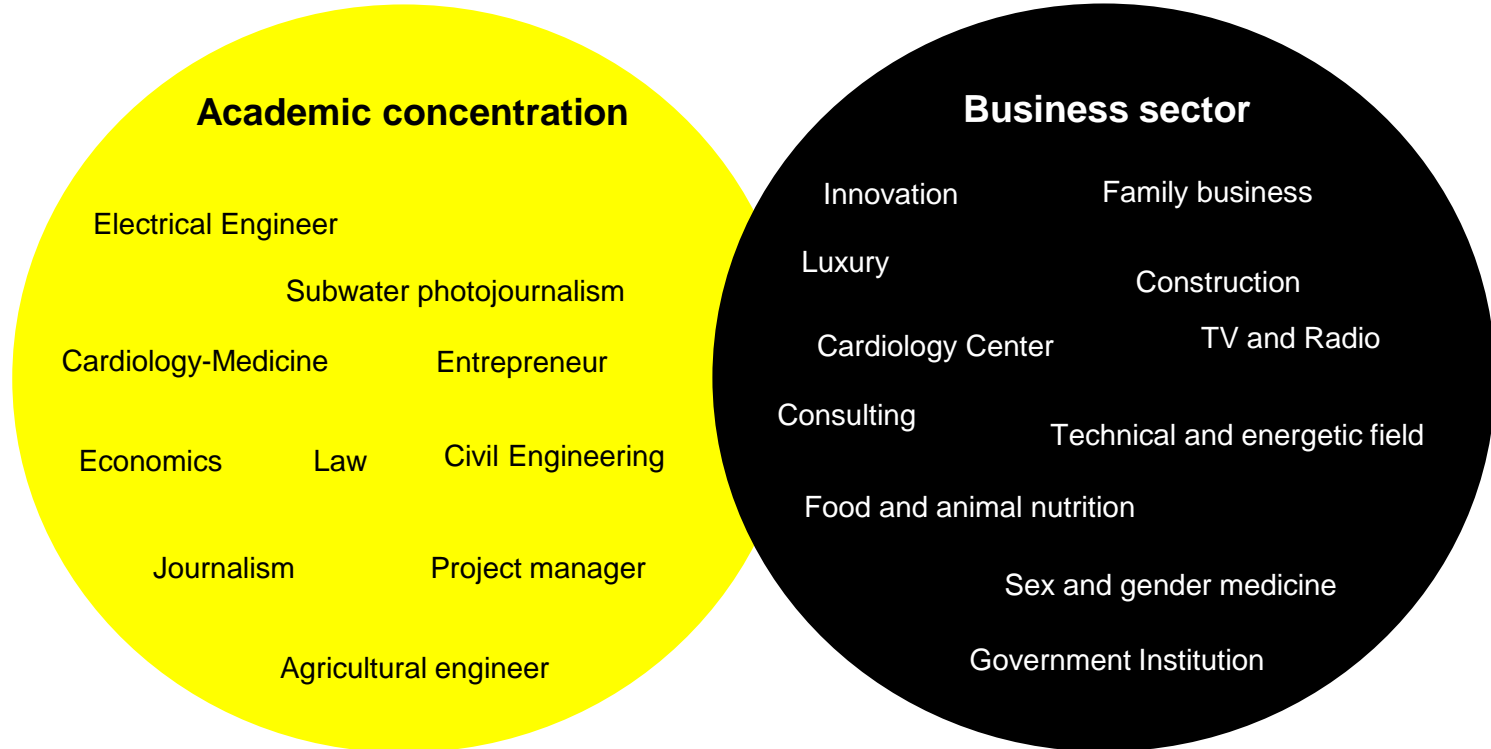 Academic concentration
Electrical Engineer
Subwater photojournalism
Cardiology-Medicine
Entrepreneur
Economics
Law
Civil Engineering
Journalism
Project manager
Agricultural engineer
Business sector
Innovation
Family business
Luxury
Construction
Cardiology Center
TV and Radio
Consulting
Technical and energetic field
Food and animal nutrition
Sex and gender medicine
Government Institution